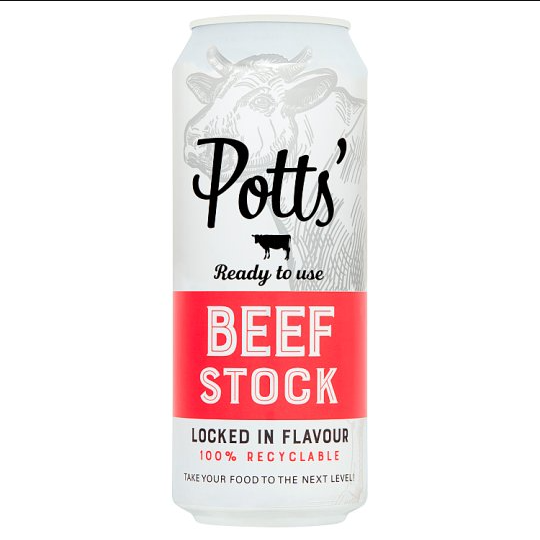 Potts'
Ready to use
BEEF
STOCK
LOCKED IN FLAVOUR
100% RECYCLABLE
TAKE YOUR FOOD TO THE NEXT LEVEL!